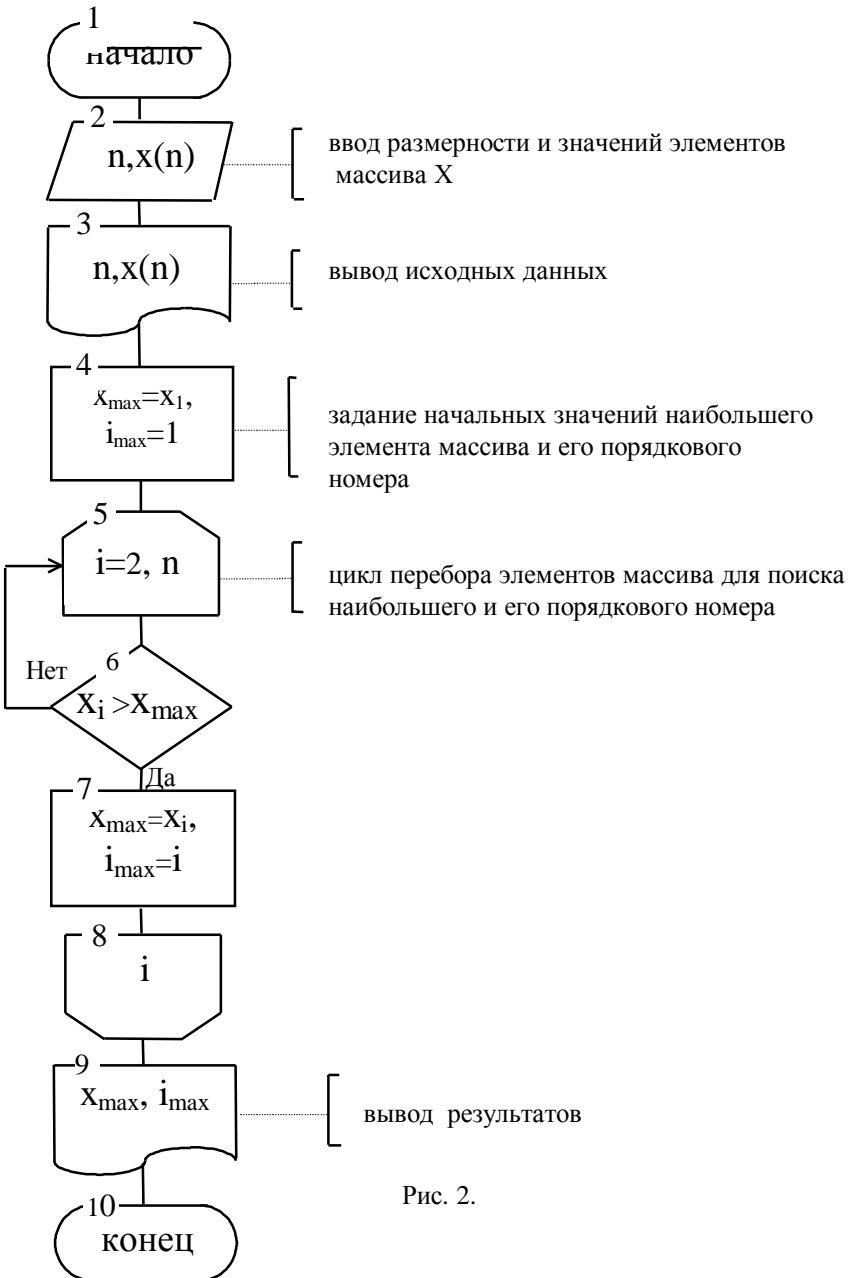 1
начало
2
n,x(n)
ввод размерности и значений элементов
массива X
3
n,x(n)
вывод исходных данных
4
xmax=x1,
imax=1
задание начальных значений наибольшего
элемента массива и его порядкового
номера
5
i=2, n
цикл перебора элементов массива для поиска
наибольшего и его порядкового номера
Нет
6
xi >xmax
Да
7
xmax=xi,
imax=i
8
i
9
xmax, imax
вывод результатов
Рис. 2.
10
конец